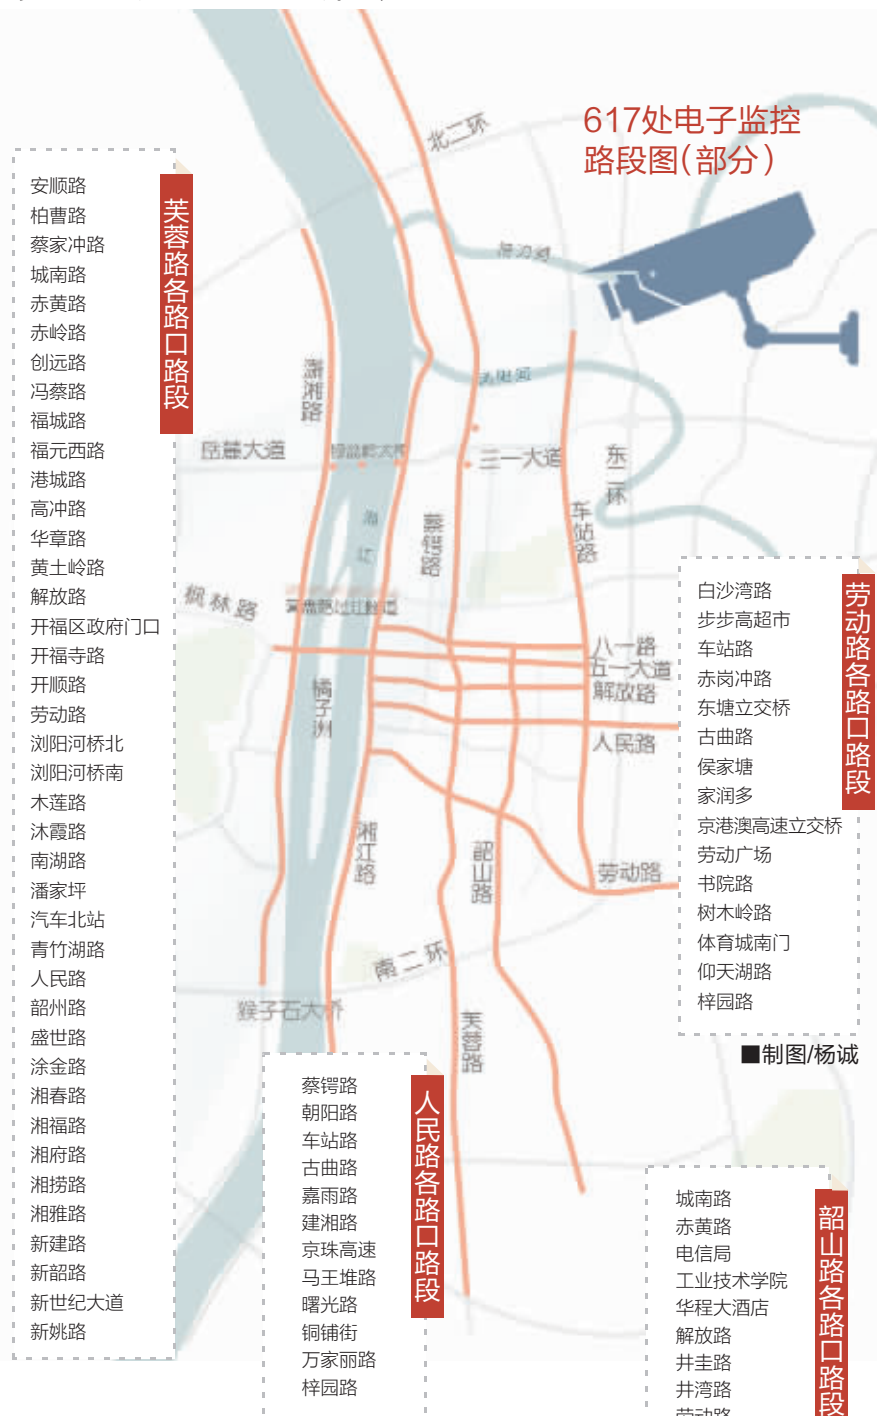 617处电子监控
路段图(部分)
芙蓉路各路口路段
安顺路
柏曹路
蔡家冲路
城南路
赤黄路
赤岭路
创远路
冯蔡路
福城路
福元西路
港城路
高冲路
华章路
黄土岭路
解放路
开福区政府门口
开福寺路
开顺路
劳动路
浏阳河桥北
浏阳河桥南
木莲路
沐霞路
南湖路
潘家坪
汽车北站
青竹湖路
人民路
韶州路
盛世路
涂金路
湘春路
湘福路
湘府路
湘捞路
湘雅路
新建路
新韶路
新世纪大道
新姚路
北二环
潇湘路
岳麓大道
三一大道
东二环
车站路
蔡锷路
枫林路
橘子洲
八一路
五一大道
解放路
人民路
湘江路
韶山路
劳动路
南二环
猴子石大桥
芙蓉路
劳动路各路口路段
白沙湾路
步步高超市
车站路
赤岗冲路
东塘立交桥
古曲路
侯家塘
家润多
京港澳高速立交桥
劳动广场
书院路
树木岭路
体育城南门
仰天湖路
梓园路
■制图/杨诚
人民路各路口路段
蔡锷路
朝阳路
车站路
古曲路
嘉雨路
建湘路
京珠高速
马王堆路
曙光路
铜铺街
万家丽路
梓园路
韶山路各路口路段
城南路
赤黄路
电信局
工业技术学院
华程大酒店
解放路
井圭路
井湾路